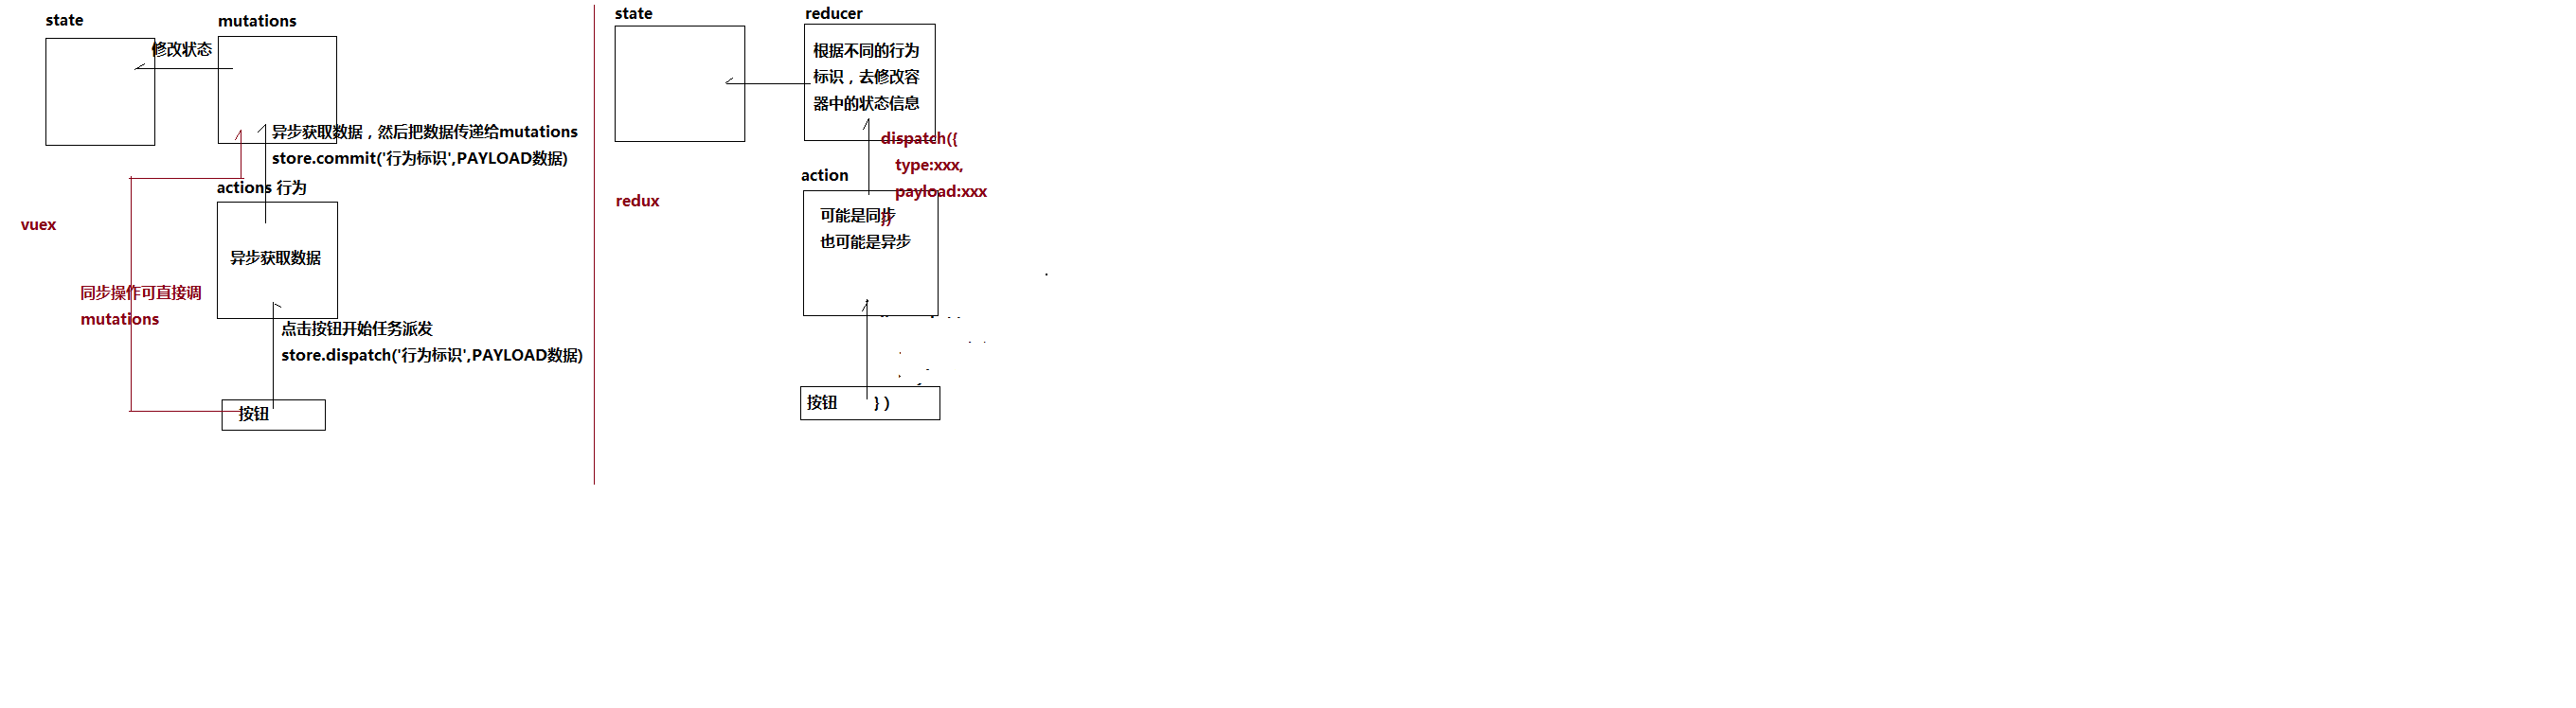 state
mutations
修改状态
异步获取数据，然后把数据传递给mutations
store.commit('行为标识',PAYLOAD数据)
actions 行为
vuex
异步获取数据
同步操作可直接调
mutations
点击按钮开始任务派发
store.dispatch('行为标识',PAYLOAD数据)
按钮
state
reducer
根据不同的行为
标识，去修改容
器中的状态信息
dispatch({
type:xxx,
payload:xxx
})
action
redux
可能是同步
也可能是异步
按钮
})